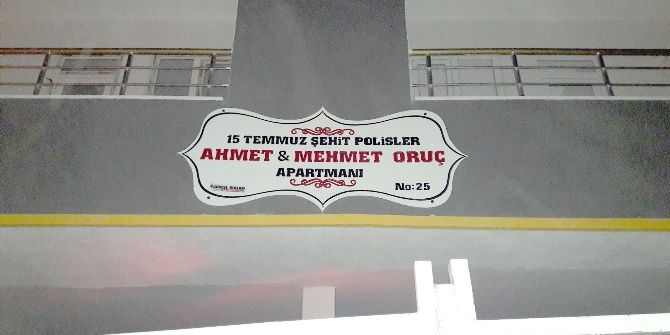 15 TEMMUZ ŞEHİT POLİSLER
AHMET & MEHMET ORUÇ
APARTMANI
No: 25